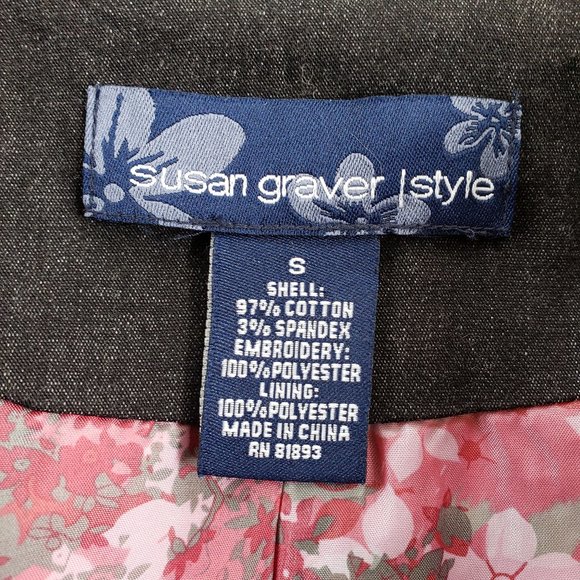 susan graver | style
S
SHELL:
97% COTTON
3% SPANDEX
EMBROIDERY:
100% POLYESTER
LINING:
100% POLYESTER
MADE IN CHINA
RN 81893